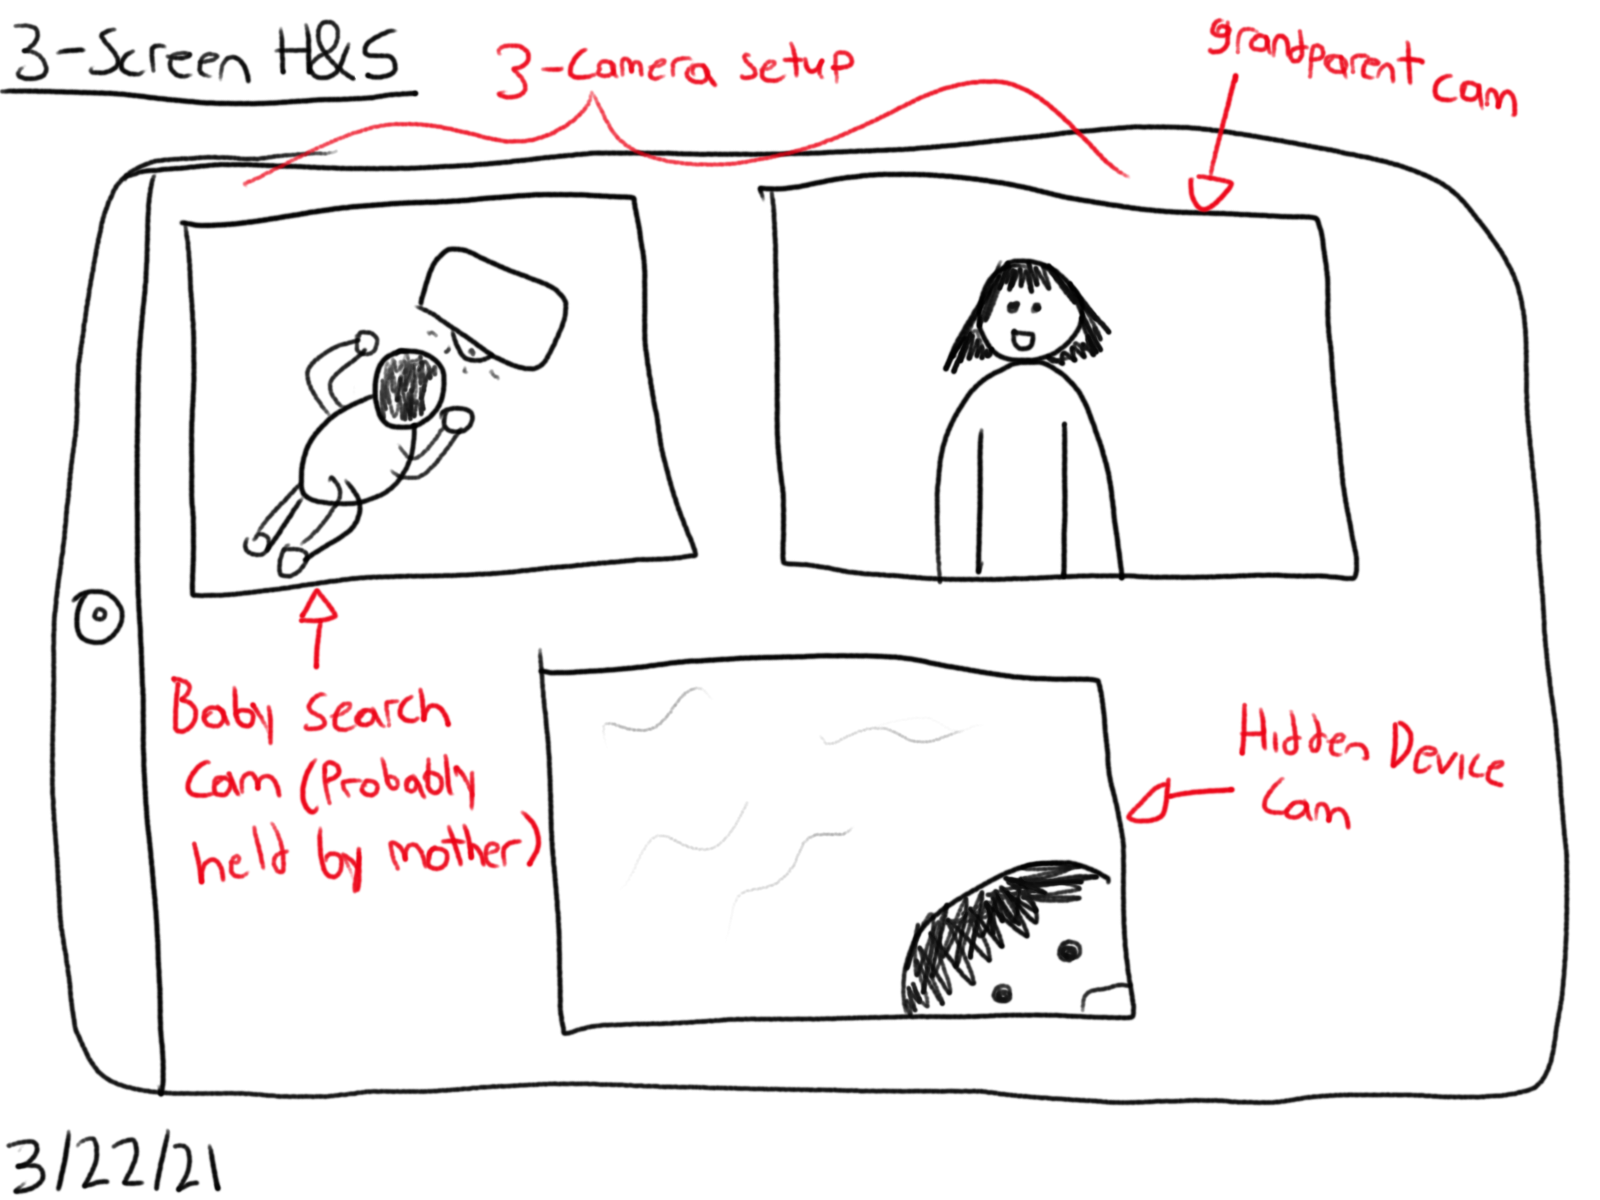 3-Screen H&S
3-Camera setup
grandparent cam
Baby search
Cam (Probably
held by mother)
Hidden Device
Cam
3/22/21